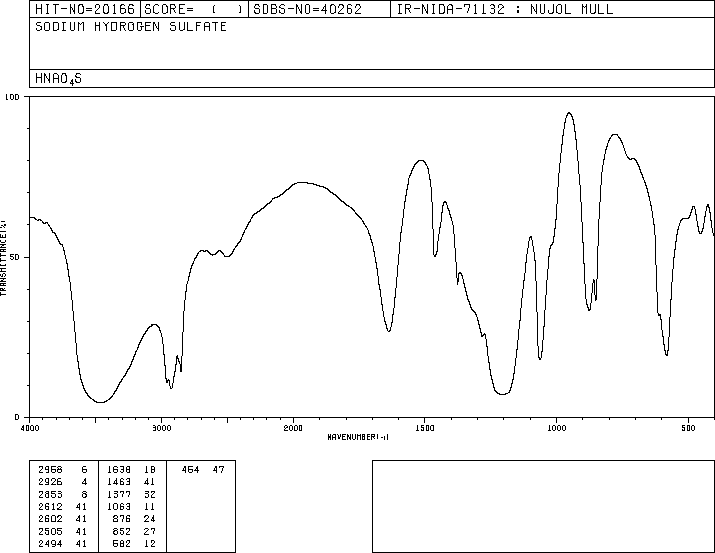 HIT-NO=20166 SCORE= ( ) SDBS-NO=40262 IR-NIDA-71132 : NUJOL MULL
SODIUM HYDROGEN SULFATE
HNAO4S
100
50
0
TRANSMITTANCE(%)
4000 3000 2000 1500 1000 500
WAVENUMBER(-1)
2958 6 1638 18 454 47
2926 4 1463 41
2853 8 1377 32
2612 41 1063 11
2602 41 876 24
2505 41 852 27
2494 41 582 12